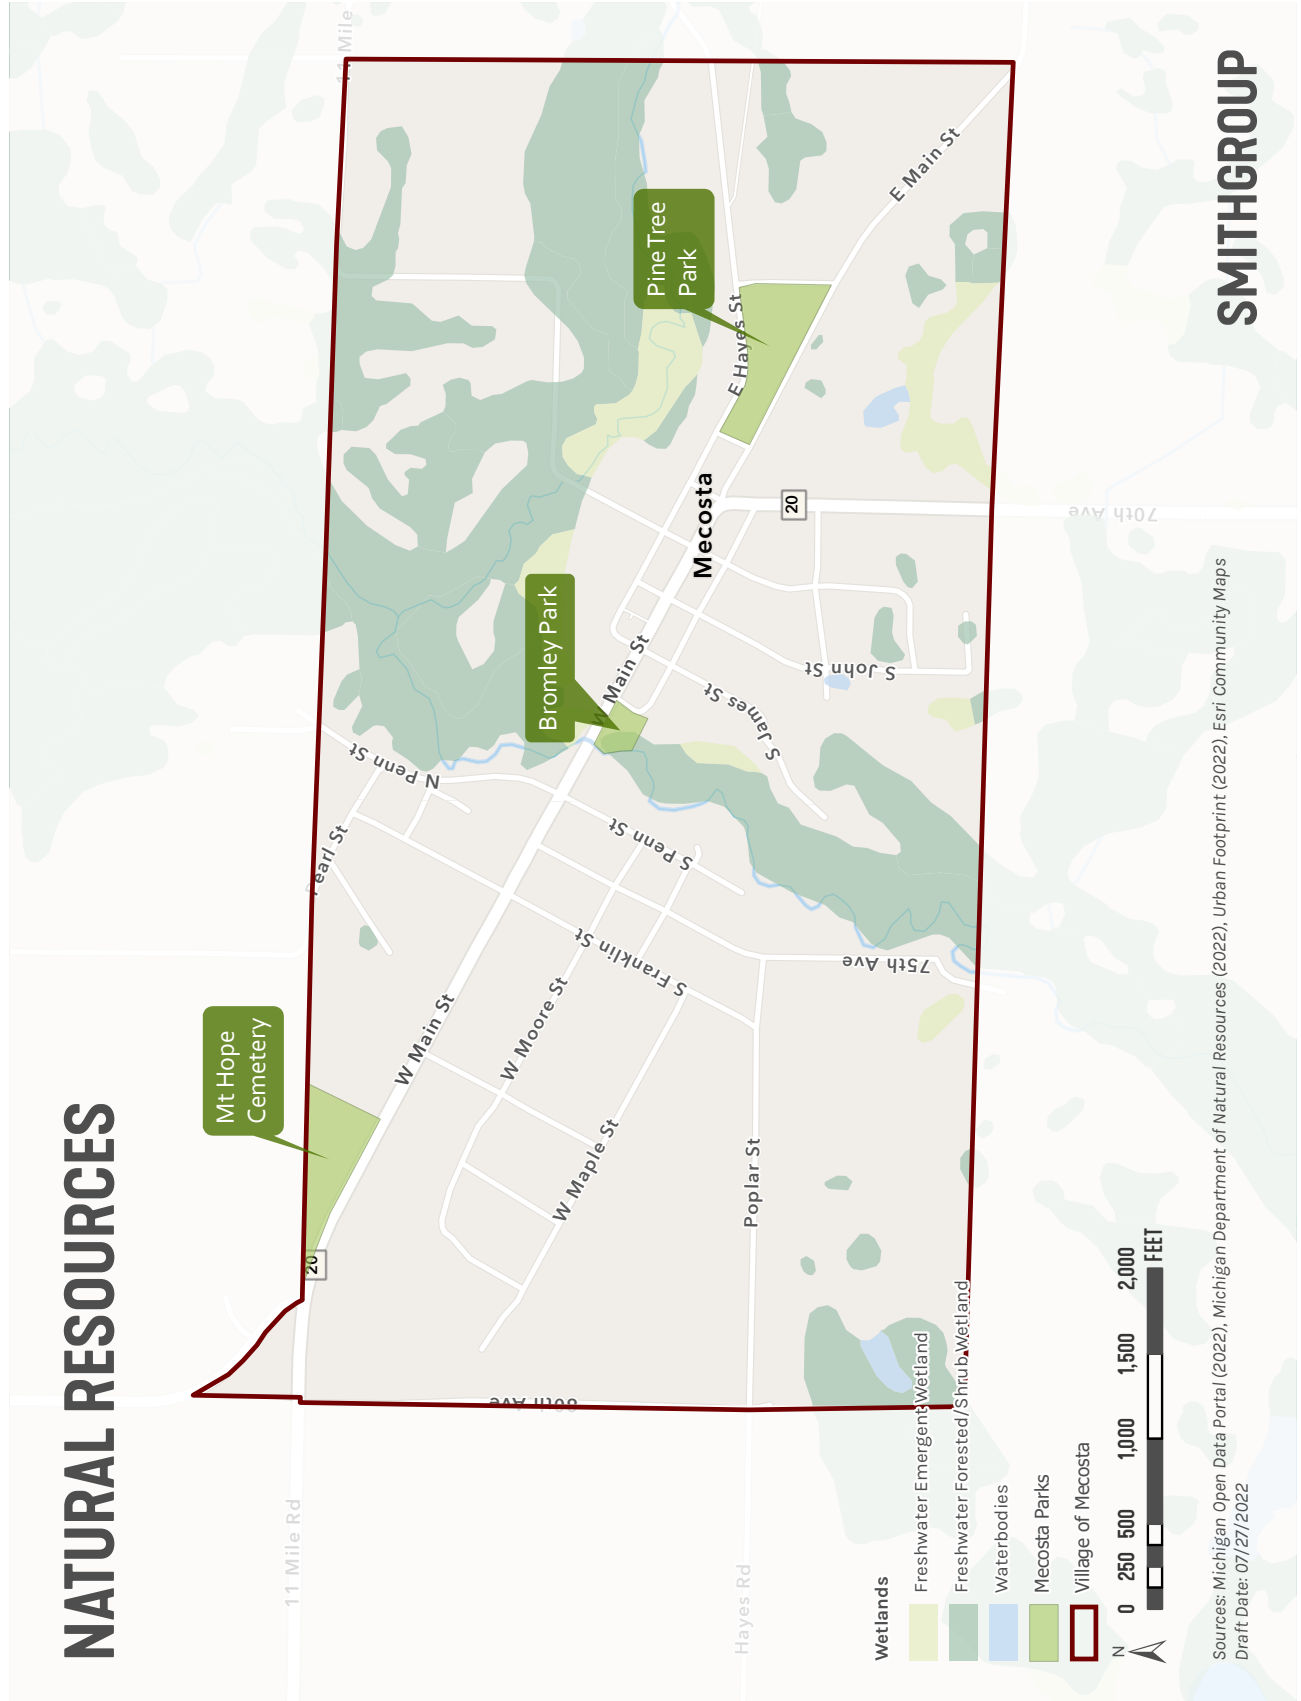 NATURAL RESOURCES
11 Mile
Mt Hope
Cemetery
20
Pearl St
N Penn St
W Main St
W Moore St
W Maple St
S Franklin St
S Penn St
75th Ave
Poplar St
Bromley Park
W Main St
S James St
S John St
Mecosta
20
E Hayes St
Pine Tree
Park
E Main St
70th Ave
11 Mile Rd
Hayes Rd
Wetlands
Freshwater Emergent Wetland
Freshwater Forested/Shrub Wetland
Waterbodies
Mecosta Parks
Village of Mecosta
N
0 250 500 1,000 1,500 2,000
FEET
Sources: Michigan Open Data Portal (2022), Michigan Department of Natural Resources (2022), Urban Footprint (2022), Esri Community Maps
Draft Date: 07/27/2022
SMITHGROUP